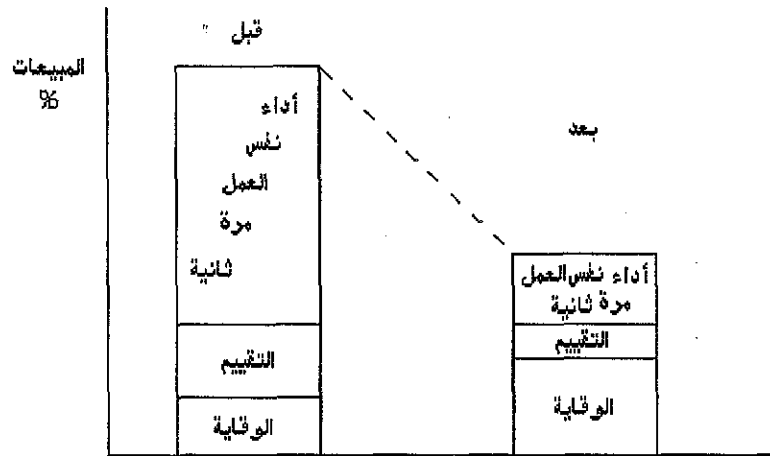 قبل
المبيعات
%
أداء
نفس
العمل
مرة
ثانية
التقييم
الوقاية
بعد
أداء نفس العمل
مرة ثانية
التقييم
الوقاية